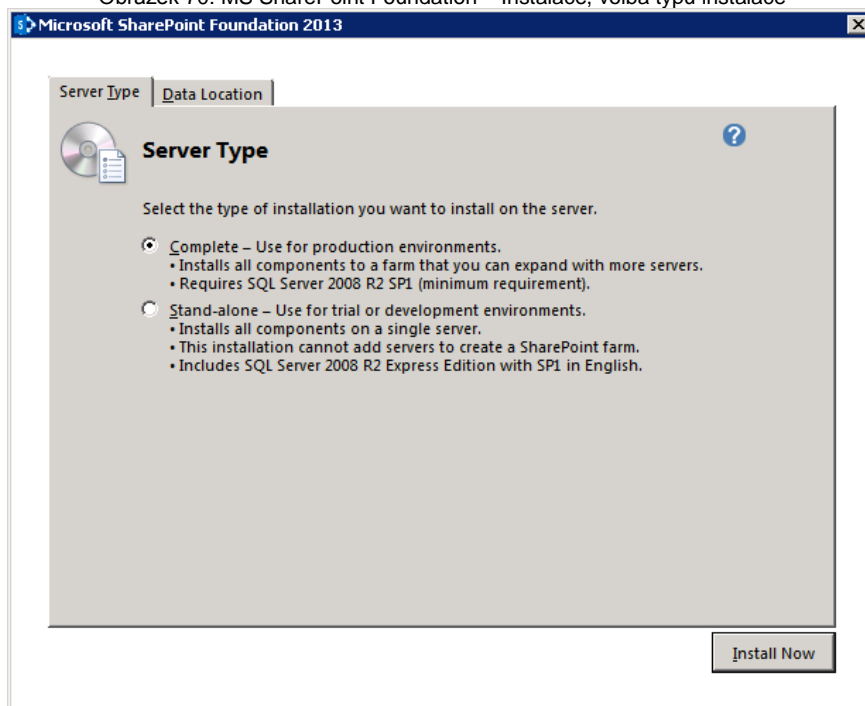 Microsoft SharePoint Foundation 2013
Server Type
Data Location
Server Type
Select the type of installation you want to install on the server.
Complete – Use for production environments.
• Installs all components to a farm that you can expand with more servers.
• Requires SQL Server 2008 R2 SP1 (minimum requirement).
Stand-alone – Use for trial or development environments.
• Installs all components on a single server.
• This installation cannot add servers to create a SharePoint farm.
• Includes SQL Server 2008 R2 Express Edition with SP1 in English.
Install Now